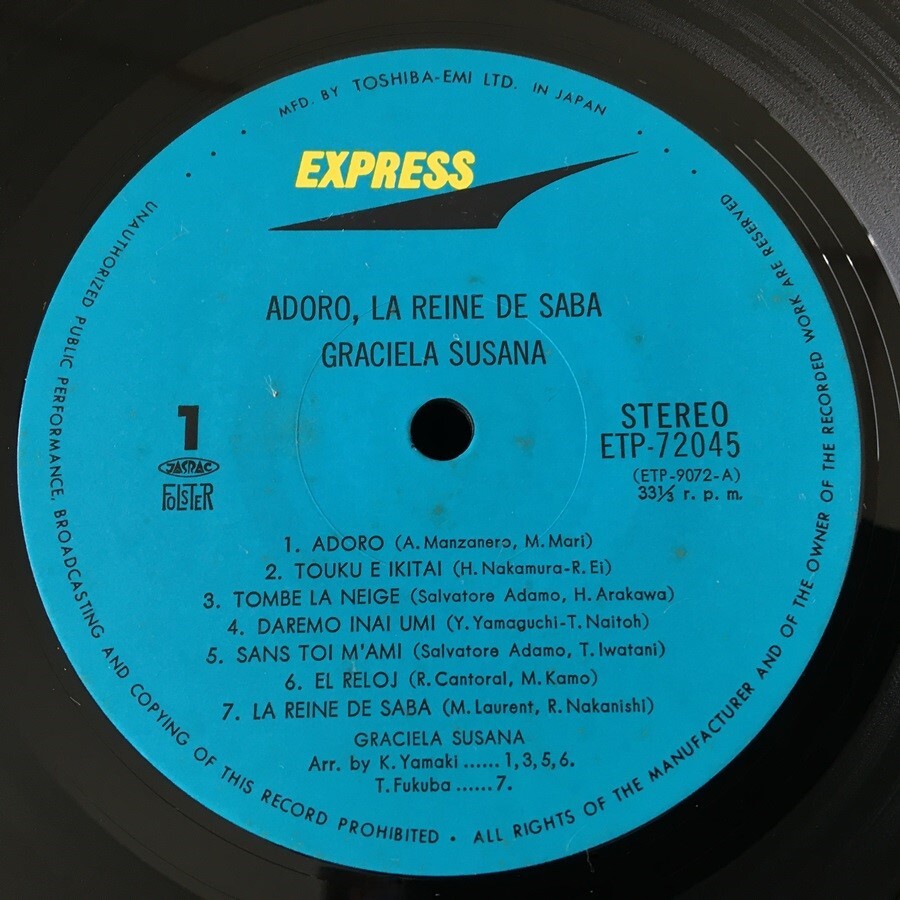 MFD. BY TOSHIBA-EMI LTD. IN JAPAN
EXPRESS
ADORO, LA REINE DE SABA
GRACIELA SUSANA
1
JASRAC
FOLSTER
STEREO
ETP-72045
(ETP-9072-A)
33⅓ r. p. m.
1. ADORO (A. Manzanero, M. Mari)
2. TOUKU E IKITAI (H. Nakamura-R. Ei)
3. TOMBE LA NEIGE (Salvatore Adamo, H. Arakawa)
4. DAREMO INAI UMI (Y. Yamaguchi-T. Naitoh)
5. SANS TOI M'AMI (Salvatore Adamo, T. Iwatani)
6. EL RELOJ (R. Cantoral, M. Kamo)
7. LA REINE DE SABA (M. Laurent, R. Nakanishi)
GRACIELA SUSANA
Arr. by K. Yamaki ...... 1, 3, 5, 6.
T. Fukuba ...... 7.
UNAUTHORIZED PUBLIC PERFORMANCE, BROADCASTING AND COPYING OF THIS RECORD PROHIBITED • ALL RIGHTS OF THE MANUFACTURER AND OF THE OWNER OF THE RECORDED WORK ARE RESERVED